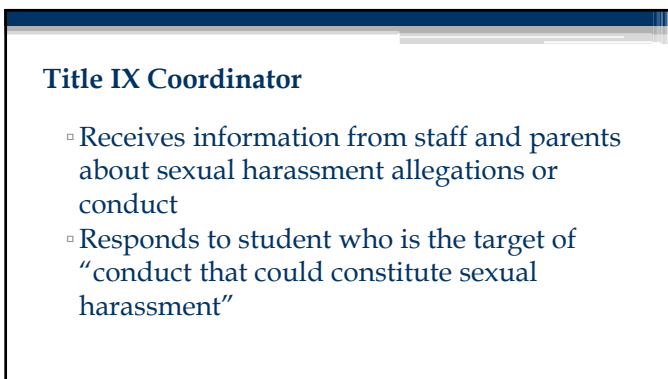 Title IX Coordinator
▫Receives information from staff and parents
about sexual harassment allegations or
conduct
▫Responds to student who is the target of
“conduct that could constitute sexual
harassment”